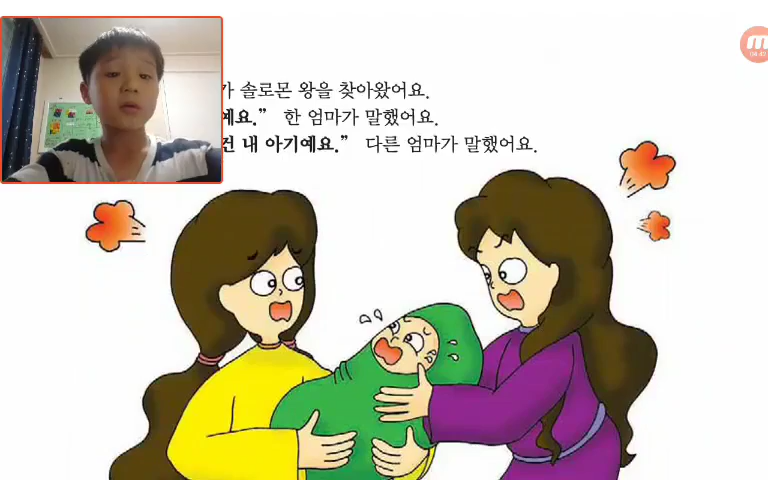 가 솔로몬 왕을 찾아왔어요.
예요.” 한 엄마가 말했어요.
건 내 아기예요.” 다른 엄마가 말했어요.